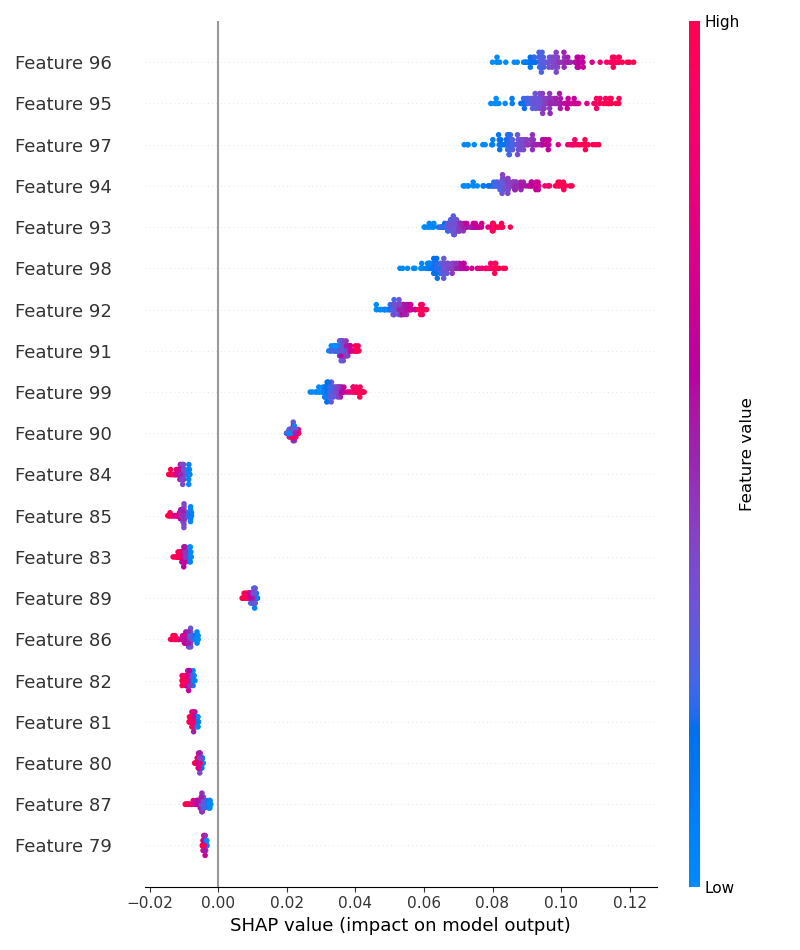 High
Feature 96
Feature 95
Feature 97
Feature 94
Feature 93
Feature 98
Feature 92
Feature 91
Feature 99
Feature 90
Feature 84
Feature 85
Feature 83
Feature 89
Feature 86
Feature 82
Feature 81
Feature 80
Feature 87
Feature 79
Feature value
Low
−0.02 0.00 0.02 0.04 0.06 0.08 0.10 0.12
SHAP value (impact on model output)